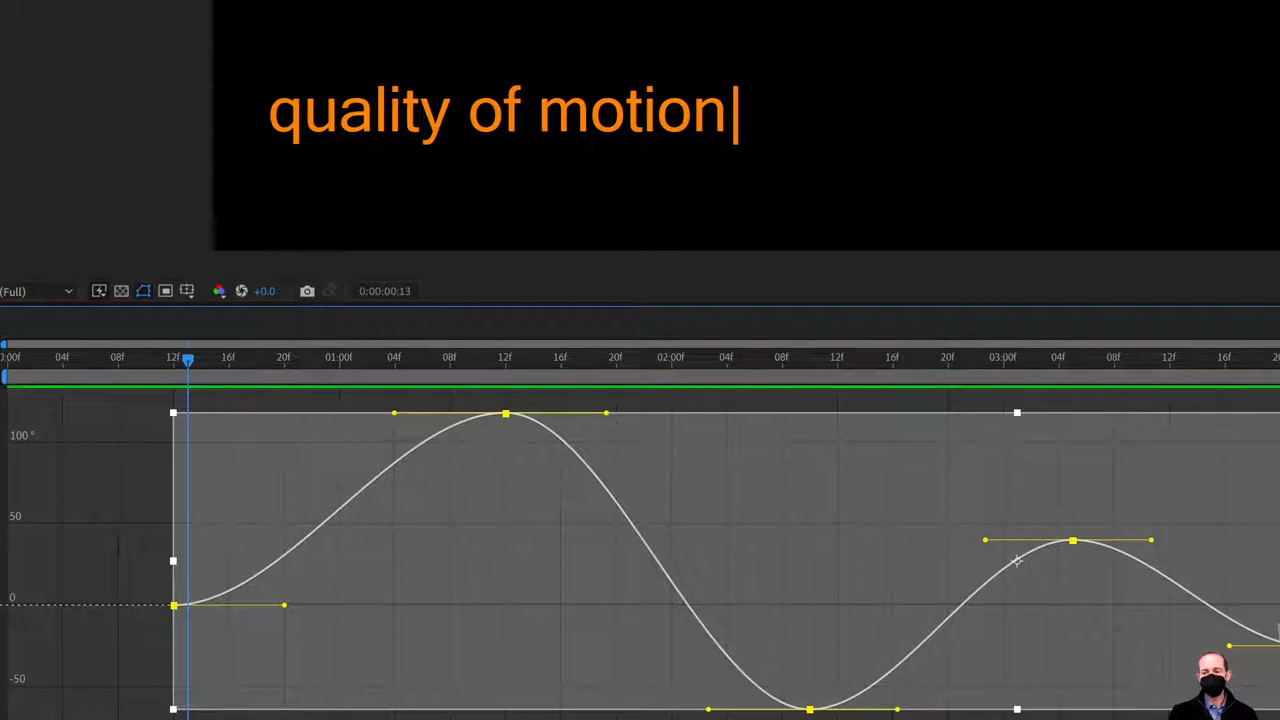 quality of motion|
(Full) +0.0 0:00:00:13
0:00f 04f 08f 12f 16f 20f 01:00f 04f 08f 12f 16f 20f 02:00f 04f 08f 12f 16f 20f 03:00f 04f 08f 12f 16f
100°
50
0
-50